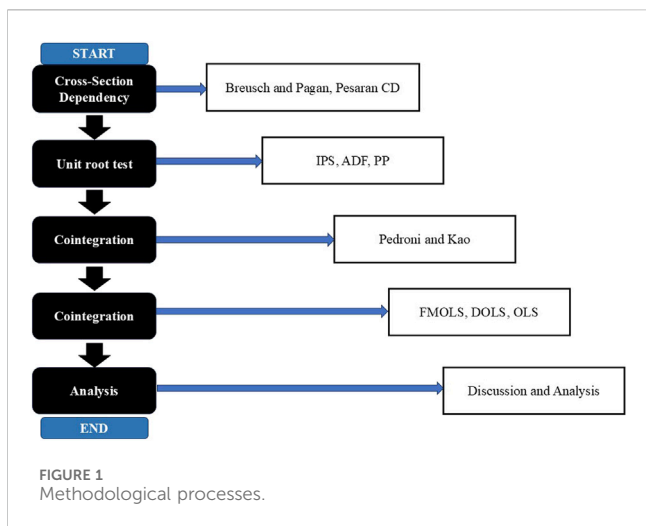 START
Cross-Section
Dependency
Breusch and Pagan, Pesaran CD
Unit root test
IPS, ADF, PP
Cointegration
Pedroni and Kao
Cointegration
FMOLS, DOLS, OLS
Analysis
Discussion and Analysis
END
FIGURE 1
Methodological processes.